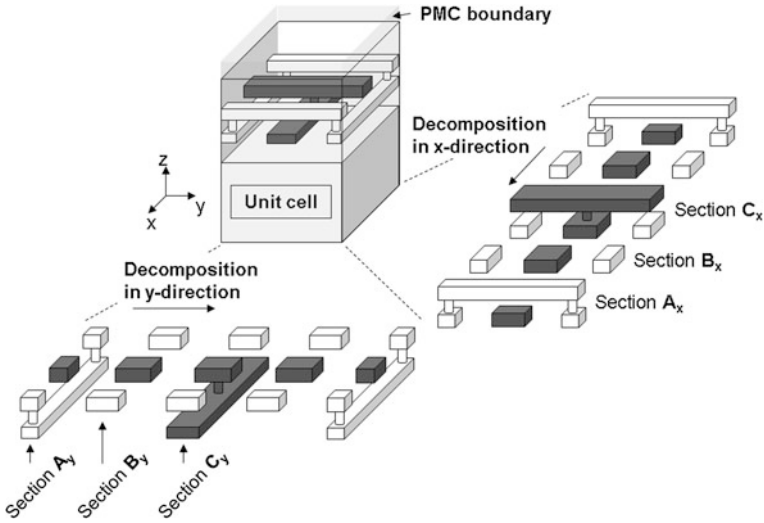 PMC boundary
Decomposition
in x-direction
z
y
x
Unit cell
Section Cx
Section Bx
Section Ax
Decomposition
in y-direction
Section Ay
Section By
Section Cy